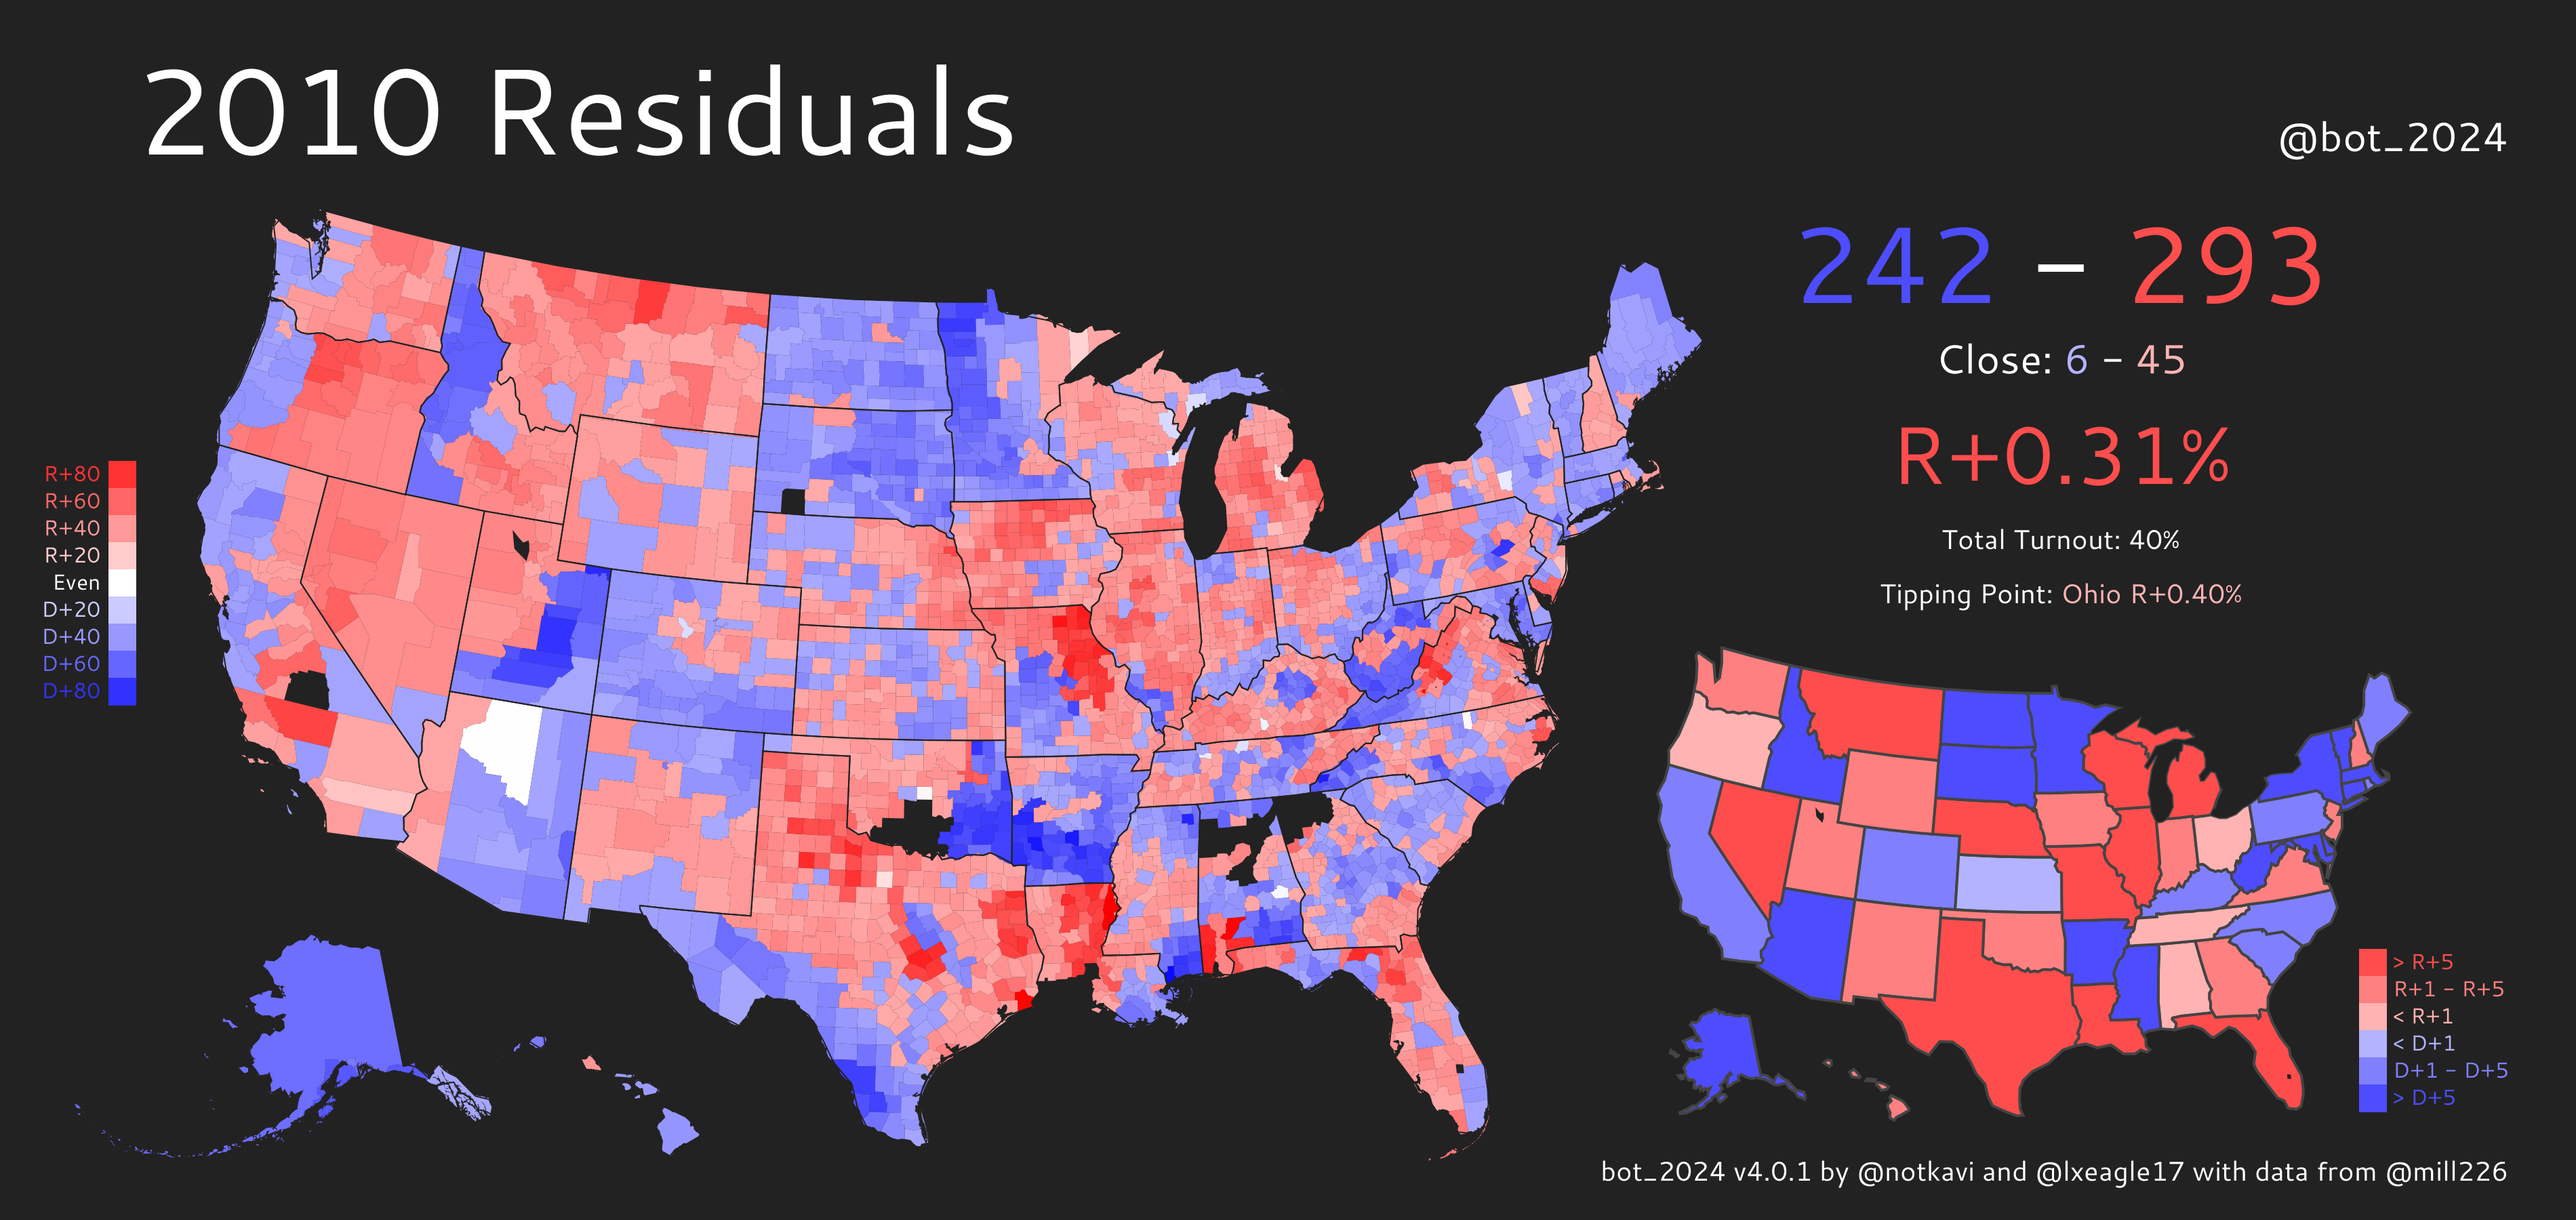 2010 Residuals
@bot_2024
242 – 293
Close: 6 - 45
R+0.31%
Total Turnout: 40%
Tipping Point: Ohio R+0.40%
R+80
R+60
R+40
R+20
Even
D+20
D+40
D+60
D+80
> R+5
R+1 - R+5
< R+1
< D+1
D+1 - D+5
> D+5
bot_2024 v4.0.1 by @notkavi and @lxeagle17 with data from @mill226